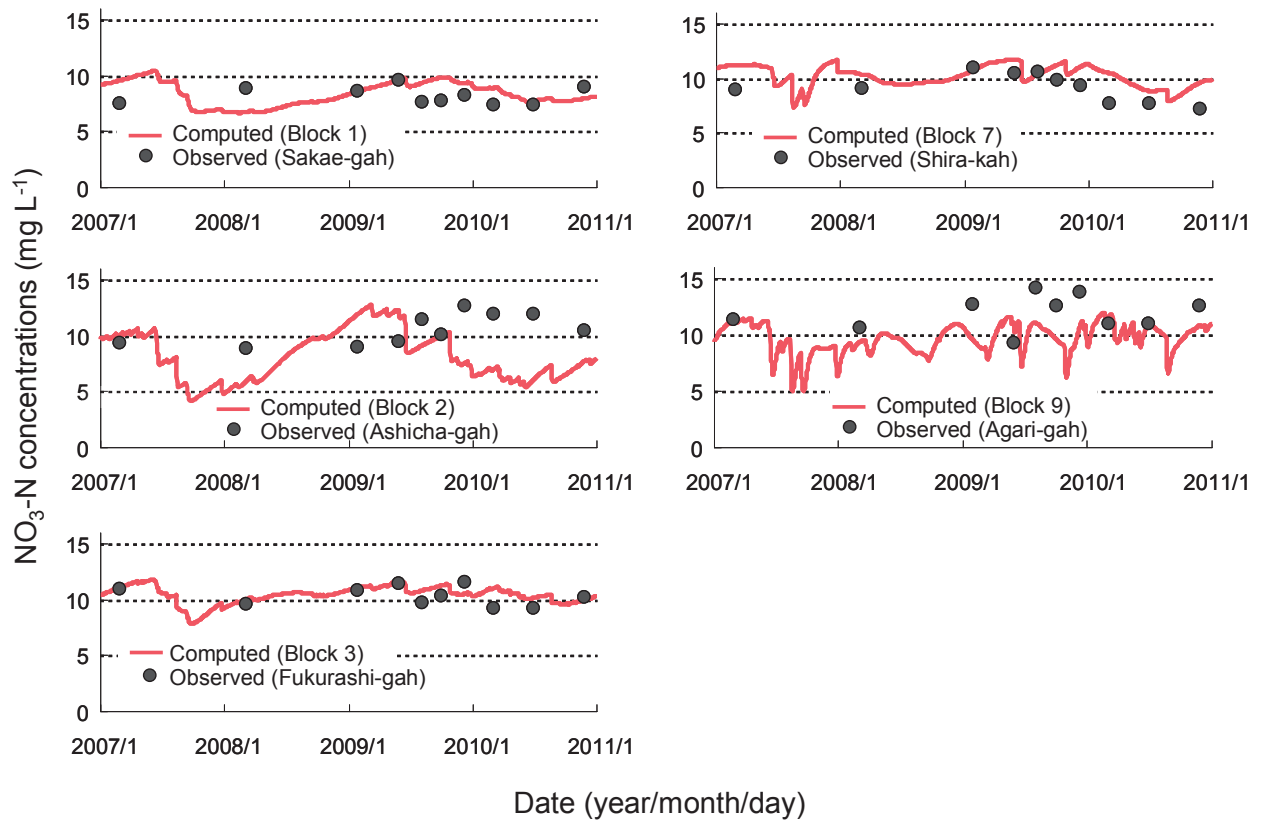 NO3-N concentrations (mg L-1)
15
10
5
0
Computed (Block 1)
Observed (Sakae-gah)
2007/1 2008/1 2009/1 2010/1 2011/1
15
10
5
0
Computed (Block 7)
Observed (Shira-kah)
2007/1 2008/1 2009/1 2010/1 2011/1
15
10
5
0
Computed (Block 2)
Observed (Ashicha-gah)
2007/1 2008/1 2009/1 2010/1 2011/1
15
10
5
0
Computed (Block 9)
Observed (Agari-gah)
2007/1 2008/1 2009/1 2010/1 2011/1
15
10
5
0
Computed (Block 3)
Observed (Fukurashi-gah)
2007/1 2008/1 2009/1 2010/1 2011/1
Date (year/month/day)